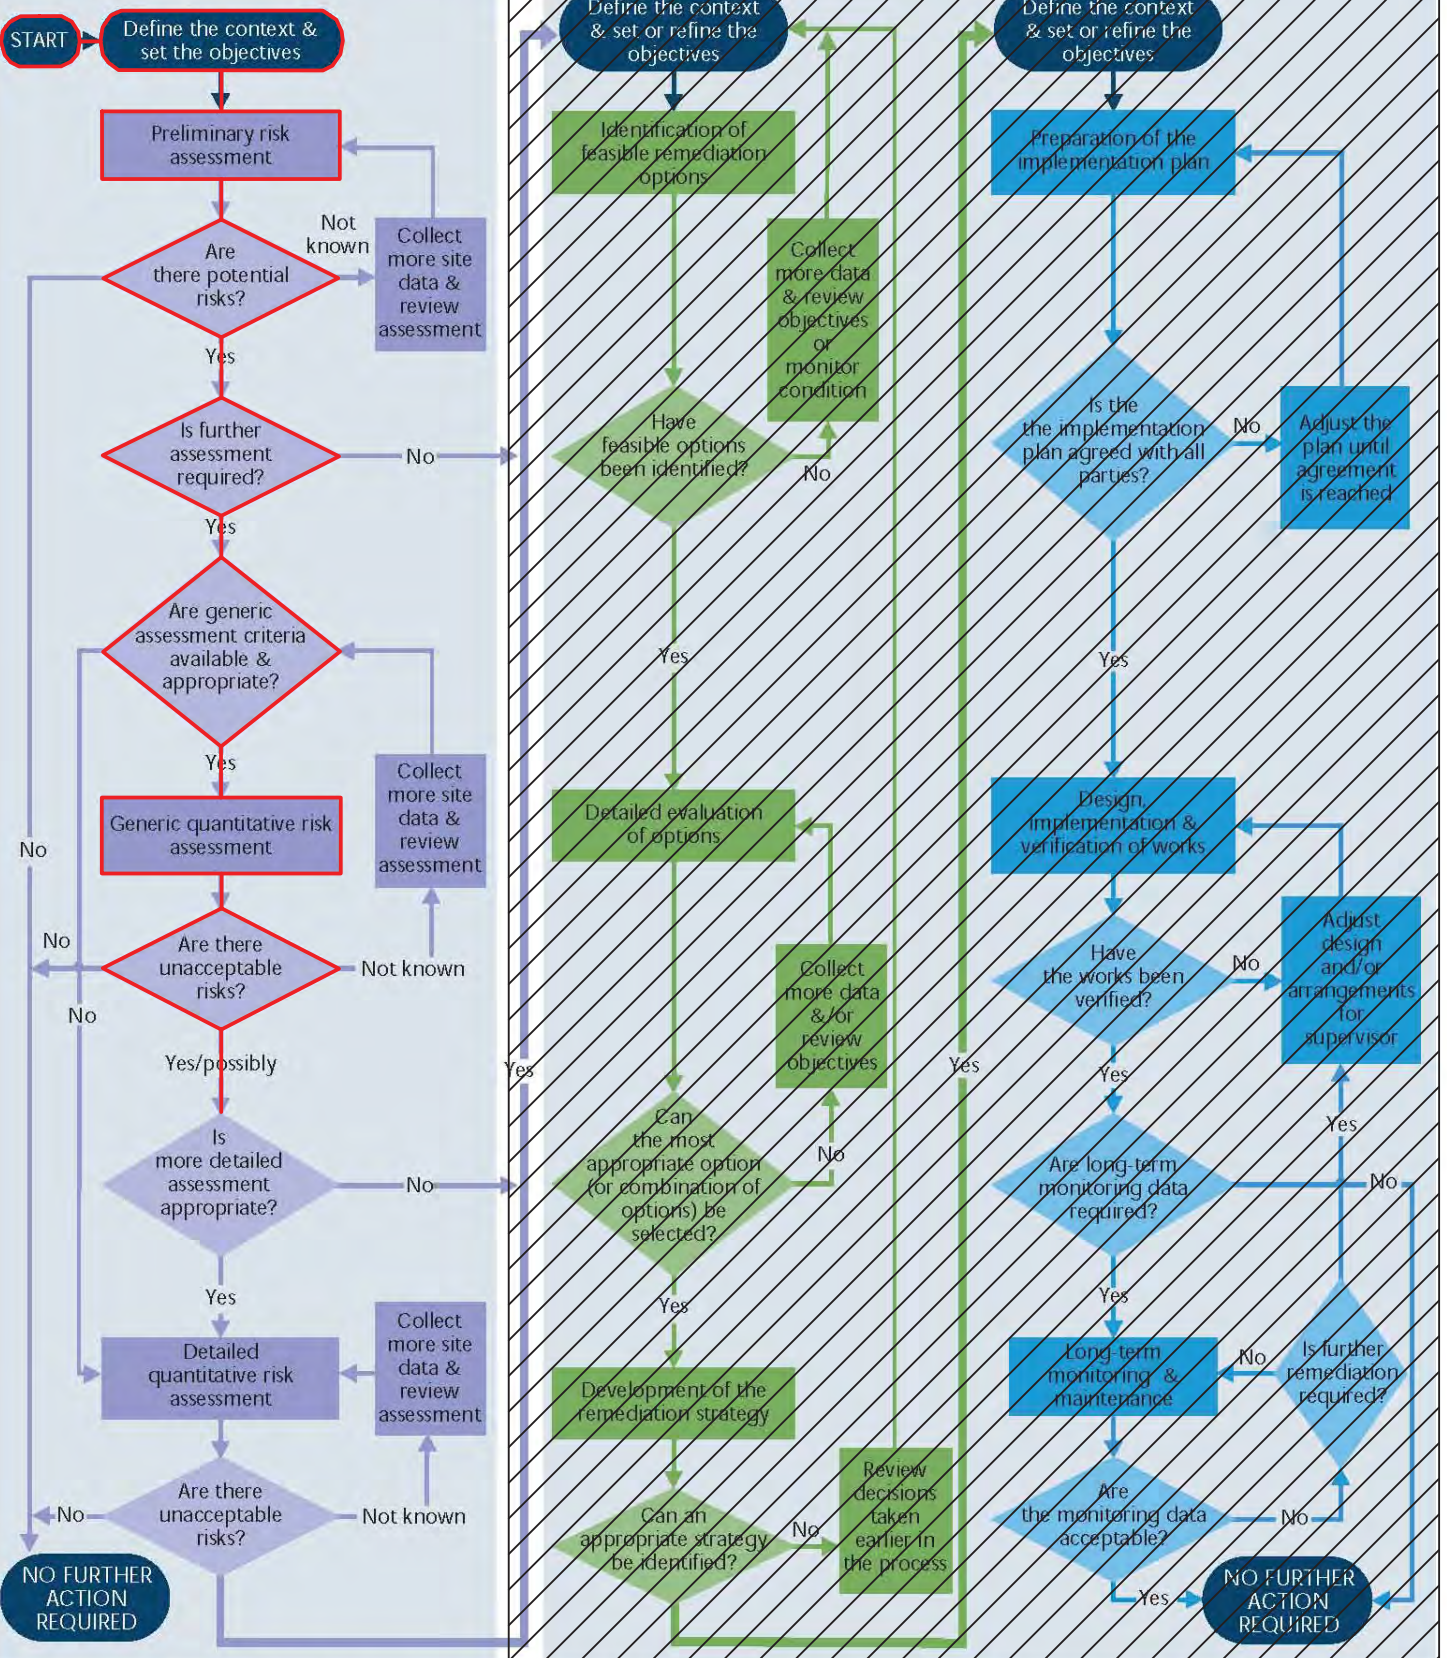 START
Define the context &
set the objectives
Preliminary risk
assessment
Are
there potential
risks?
Not
known
Collect
more site
data &
review
assessment
Yes
Is further
assessment
required?
No
Yes
Are generic
assessment criteria
available &
appropriate?
Yes
Collect
more site
data &
review
assessment
Generic quantitative risk
assessment
No
No
Are there
unacceptable
risks?
Not known
No
Yes/possibly
Is
more detailed
assessment
appropriate?
No
Yes
Detailed
quantitative risk
assessment
Collect
more site
data &
review
assessment
Are there
unacceptable
risks?
No
Not known
NO FURTHER
ACTION
REQUIRED
Yes
Define the context
& set or refine the
objectives
Identification of
feasible remediation
options
Collect
more data
& review
objectives
or
monitor
condition
Have
feasible options
been identified?
No
Yes
Detailed evaluation
of options
Collect
more data
&/or
review
objectives
Can
the most
appropriate option
(or combination of
options) be
selected?
No
Yes
Development of the
remediation strategy
Can an
appropriate strategy
be identified?
No
Review
decisions
taken
earlier in
the process
Yes
Define the context
& set or refine the
objectives
Preparation of the
implementation plan
Is the
the implementation
plan agreed with all
parties?
No
Adjust the
plan until
agreement
is reached
Yes
Design,
implementation &
verification of works
Have
the works been
verified?
No
Adjust
design
and/or
arrangements
for
supervisor
Yes
Yes
Are long-term
monitoring data
required?
No
Yes
Long-term
monitoring &
maintenance
No
Is further
remediation
required?
Are
the monitoring data
acceptable?
No
Yes
NO FURTHER
ACTION
REQUIRED